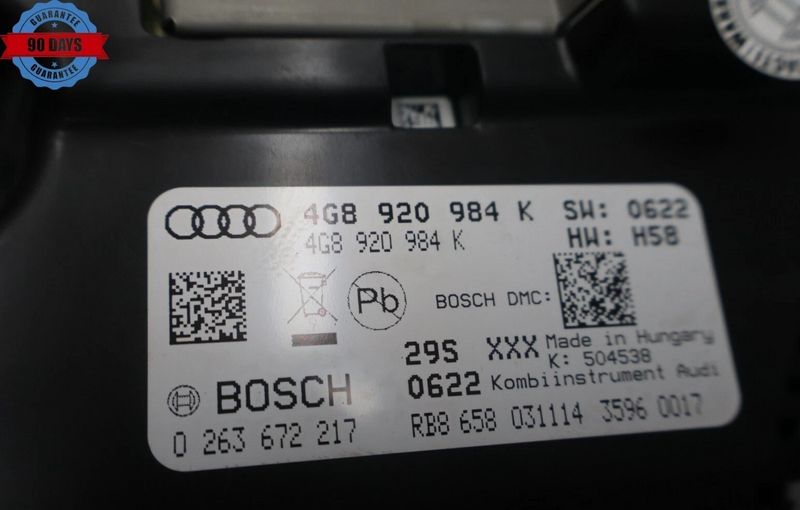 GUARANTEE
90 DAYS
GUARANTEE
4G8 920 984 K SW: 0622
4G8 920 984 K HW: H58
Pb
BOSCH DMC:
29S XXX Made in Hungary
K: 504538
BOSCH 0622 Kombiinstrument Audi
0 263 672 217 RB8 658 031114 3596 0017